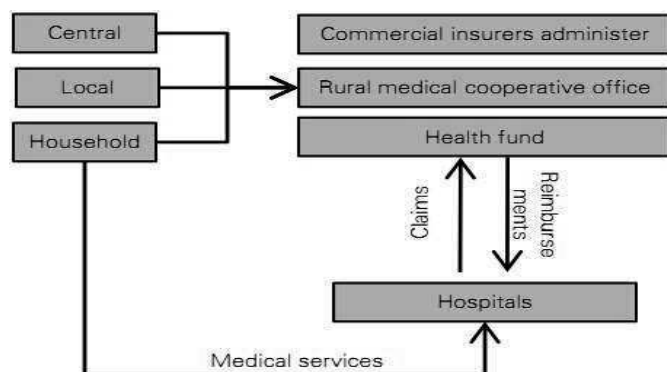 Central
Commercial insurers administer
Local
Rural medical cooperative office
Household
Health fund
Claims
Reimburse
ments
Hospitals
Medical services